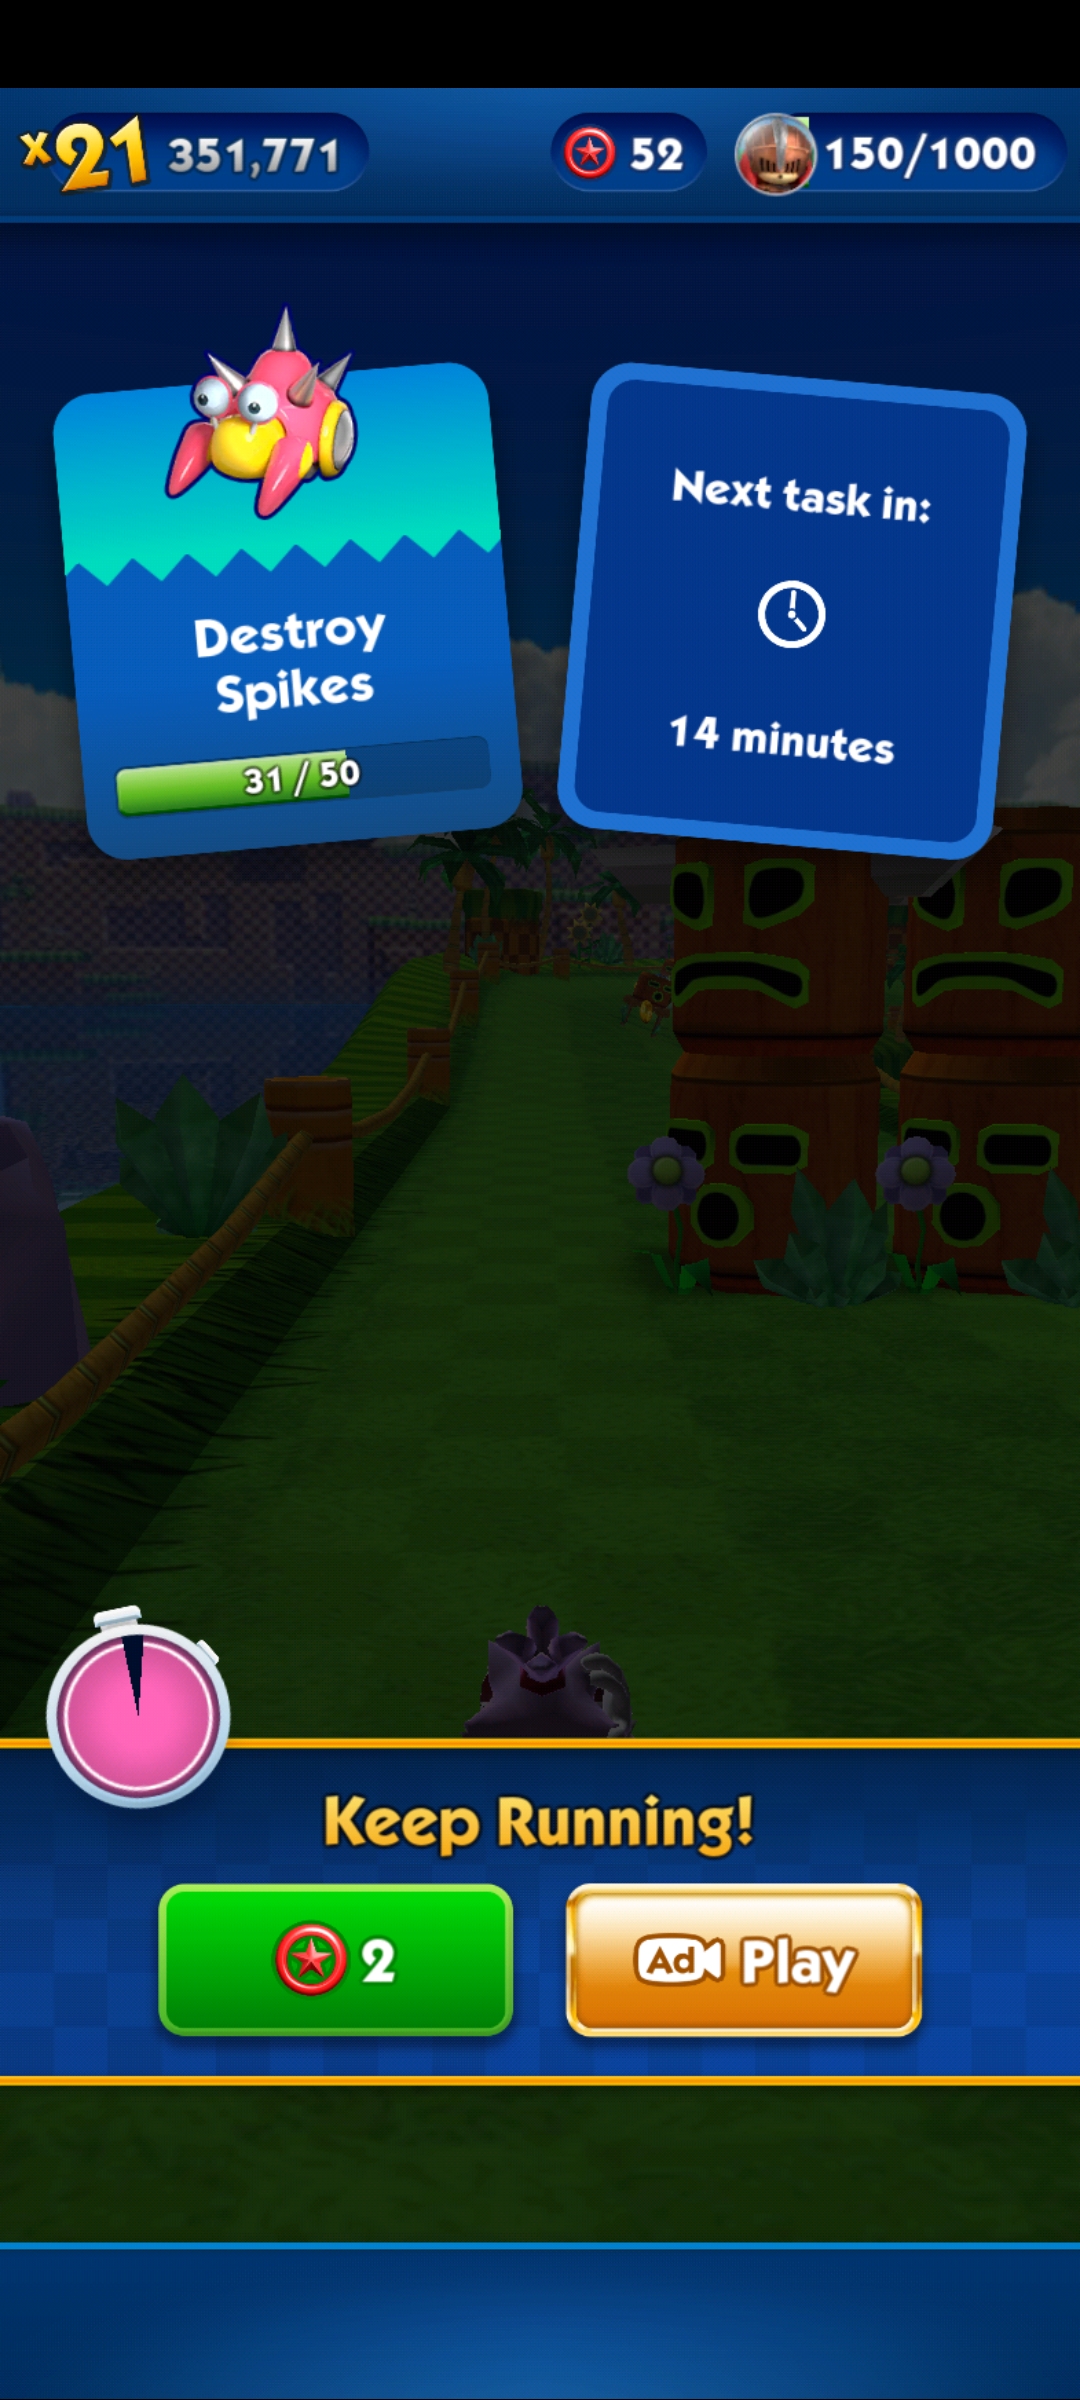 x21 351,771
52
150/1000
Destroy
Spikes
31 / 50
Next task in:
14 minutes
Keep Running!
2
Ad Play